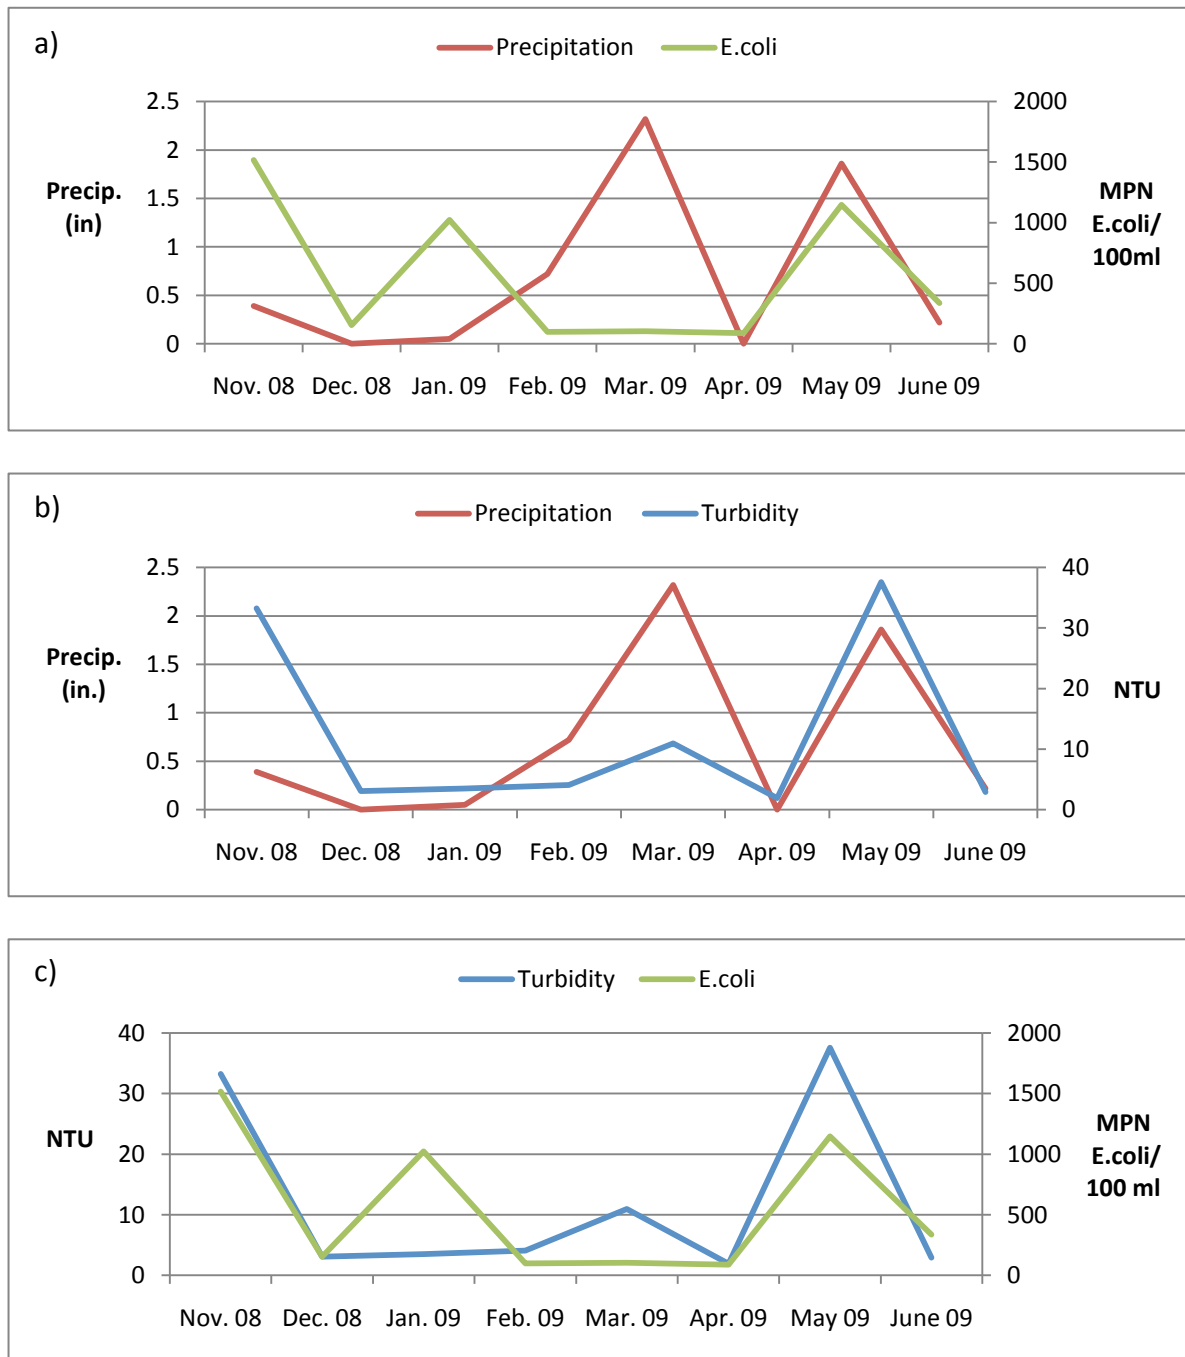 a)
Precipitation E.coli
2.5 2000
2
1500
Precip. 1.5 MPN
(in) 1000 E.coli/
1 100ml
0.5 500
0 0
Nov. 08 Dec. 08 Jan. 09 Feb. 09 Mar. 09 Apr. 09 May 09 June 09
b)
Precipitation Turbidity
2.5 40
2
30
Precip. 1.5
(in.) 20 NTU
1
10
0.5
0 0
Nov. 08 Dec. 08 Jan. 09 Feb. 09 Mar. 09 Apr. 09 May 09 June 09
c)
Turbidity E.coli
40 2000
30 1500
NTU MPN
20 1000 E.coli/
100 ml
10 500
0 0
Nov. 08 Dec. 08 Jan. 09 Feb. 09 Mar. 09 Apr. 09 May 09 June 09